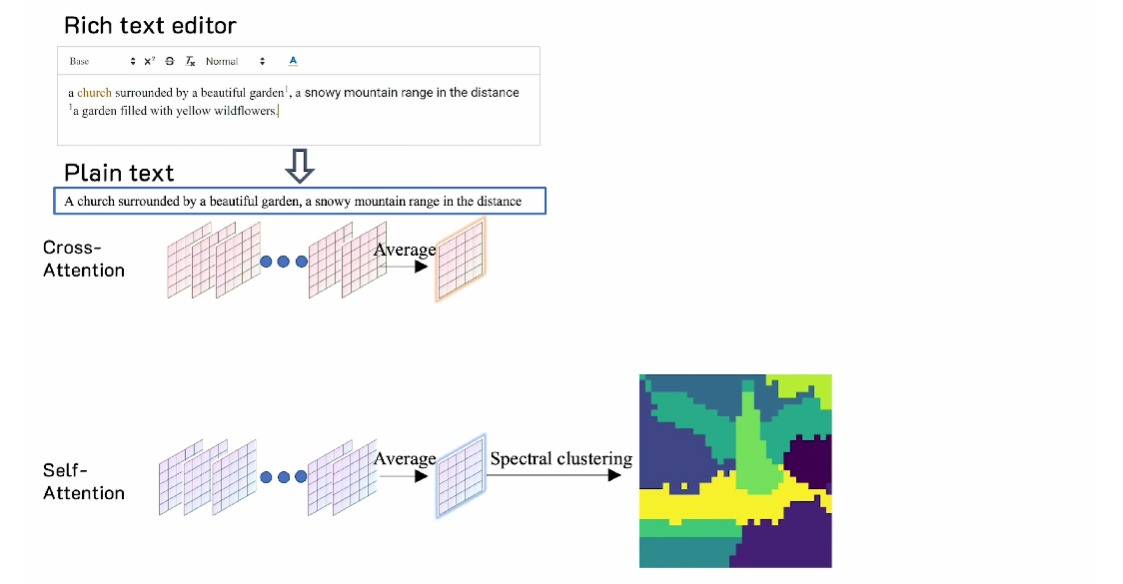 Rich text editor
Base X² S Tx Normal A
a church surrounded by a beautiful garden¹, a snowy mountain range in the distance
¹a garden filled with yellow wildflowers.
Plain text
A church surrounded by a beautiful garden, a snowy mountain range in the distance
Cross-
Attention
Average
Self-
Attention
Average
Spectral clustering